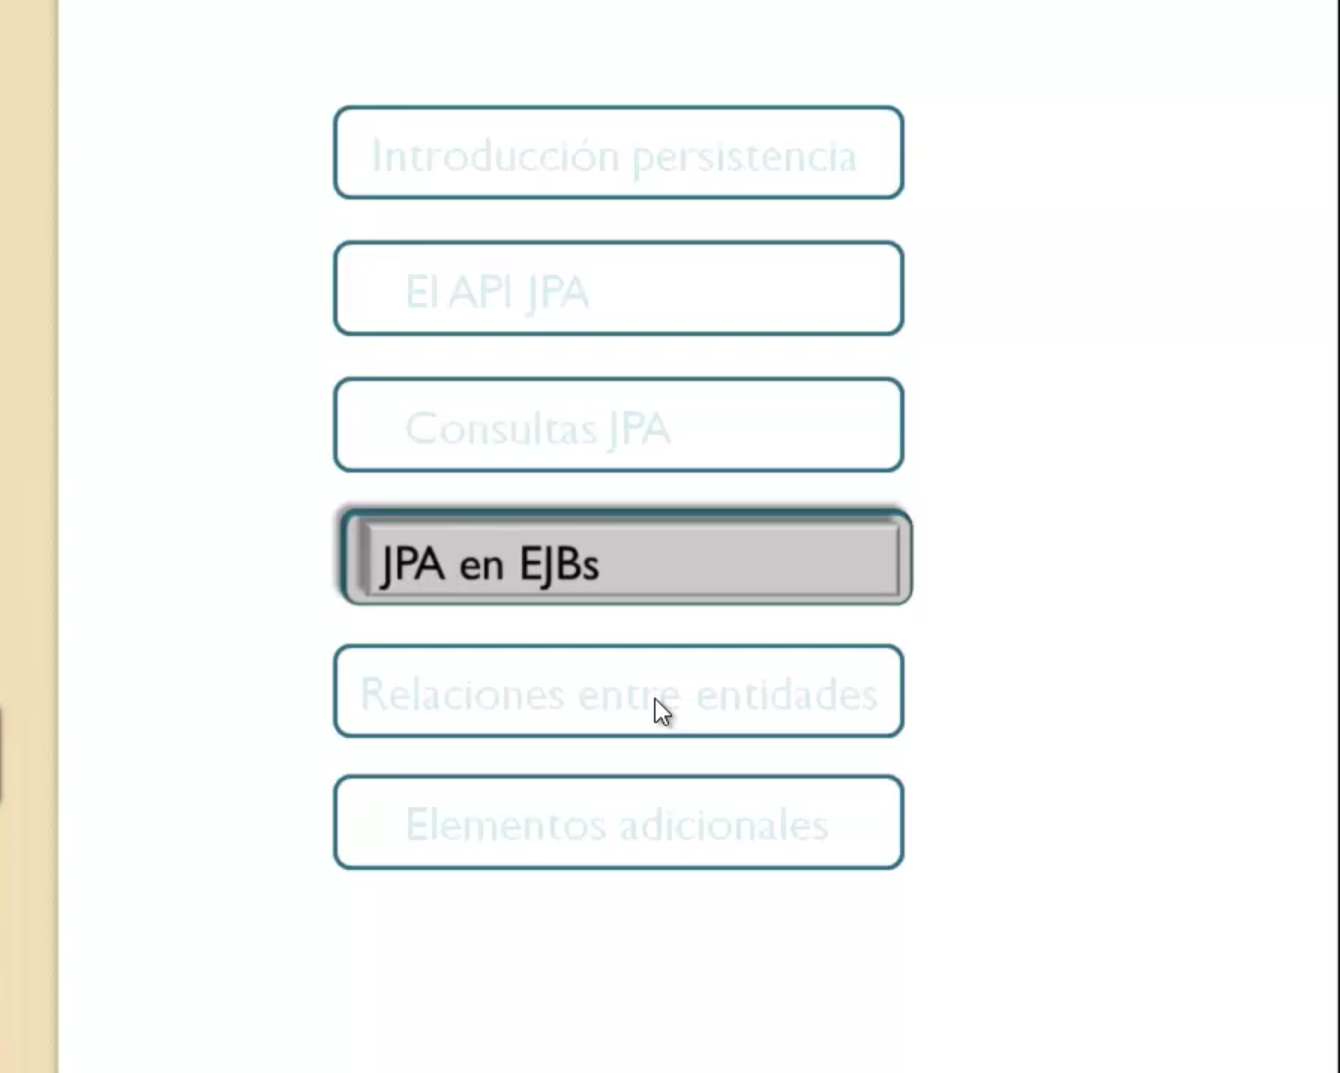 Introducción persistencia
El API JPA
Consultas JPA
JPA en EJBs
Relaciones entre entidades
Elementos adicionales